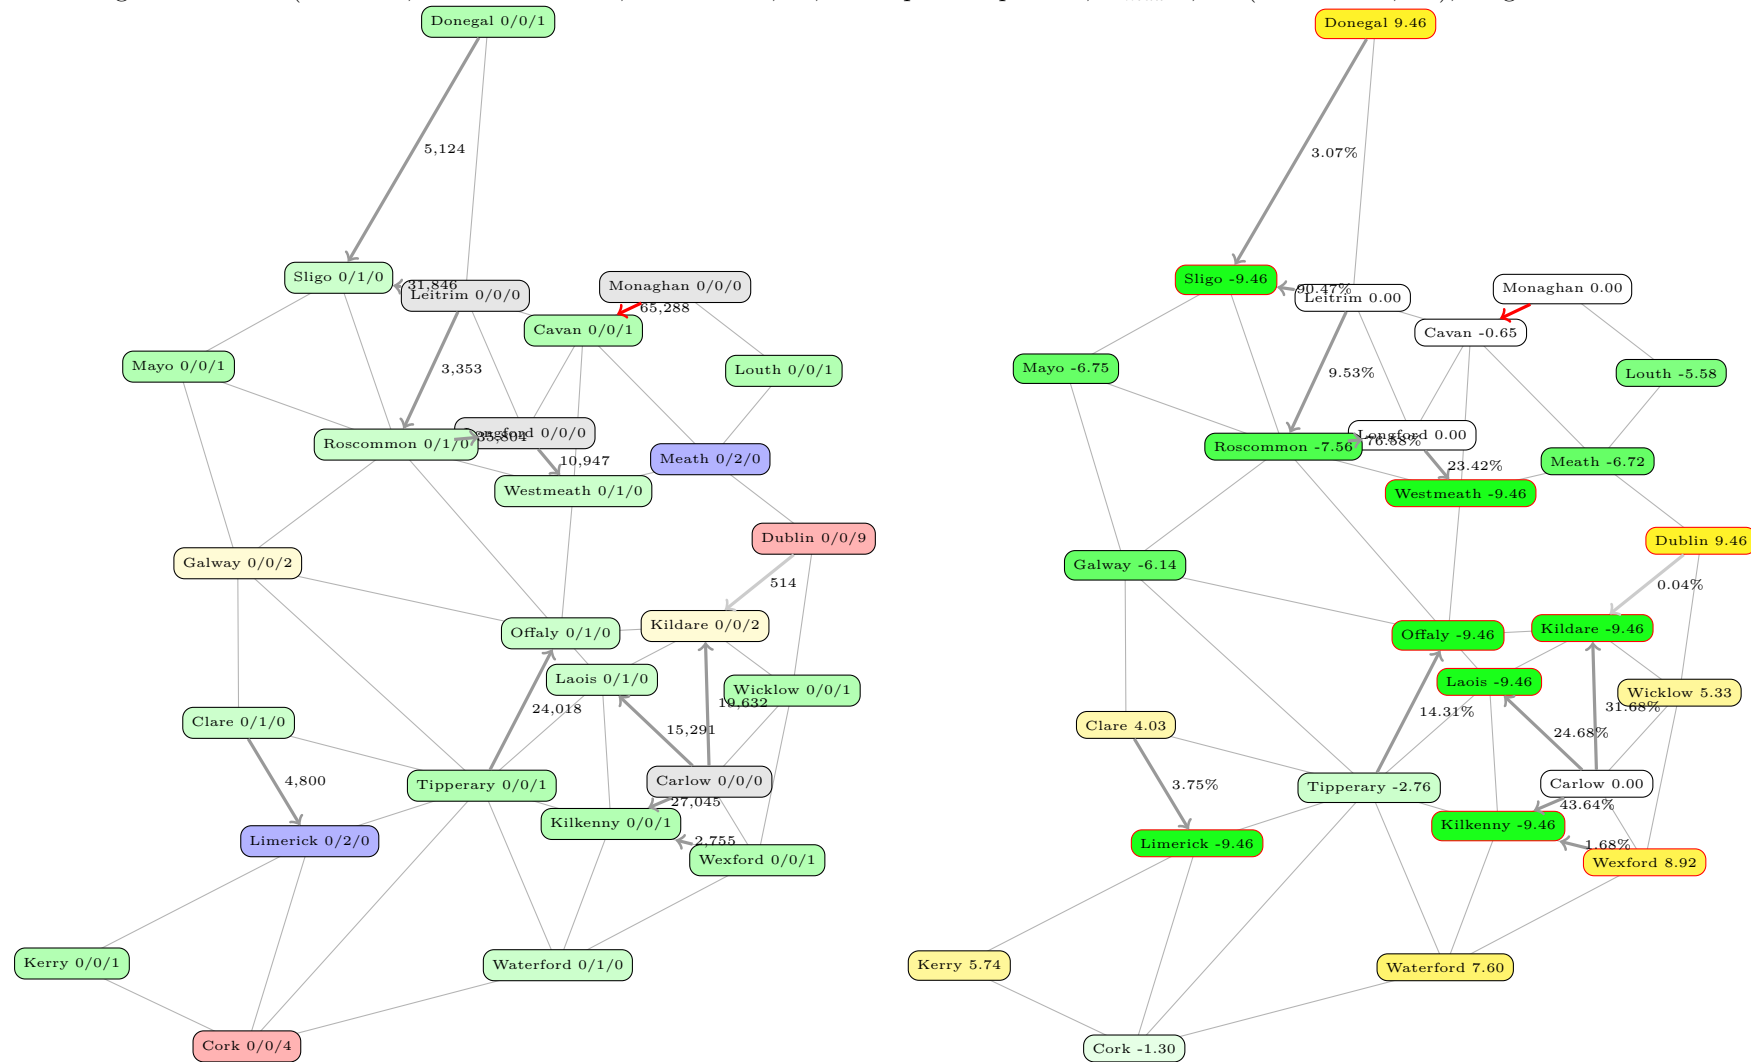 Donegal 0/0/1
5,124
Sligo 0/1/0
31,846
Leitrim 0/0/0
Monaghan 0/0/0
65,288
Cavan 0/0/1
Mayo 0/0/1
3,353
Louth 0/0/1
Roscommon 0/1/0
35,804
Longford 0/0/0
10,947
Meath 0/2/0
Westmeath 0/1/0
Dublin 0/0/9
Galway 0/0/2
514
Offaly 0/1/0
Kildare 0/0/2
Laois 0/1/0
Wicklow 0/0/1
19,632
24,018
Clare 0/1/0
15,291
4,800
Tipperary 0/0/1
Carlow 0/0/0
27,045
Kilkenny 0/0/1
Limerick 0/2/0
2,755
Wexford 0/0/1
Kerry 0/0/1
Waterford 0/1/0
Cork 0/0/4
Donegal 9.46
3.07%
Sligo -9.46
90.47%
Leitrim 0.00
Monaghan 0.00
Cavan -0.65
Mayo -6.75
9.53%
Louth -5.58
Roscommon -7.56
76.58%
Longford 0.00
23.42%
Meath -6.72
Westmeath -9.46
Dublin 9.46
Galway -6.14
0.04%
Offaly -9.46
Kildare -9.46
Laois -9.46
Wicklow 5.33
31.68%
14.31%
Clare 4.03
24.68%
3.75%
Tipperary -2.76
Carlow 0.00
43.64%
Kilkenny -9.46
Limerick -9.46
1.68%
Wexford 8.92
Kerry 5.74
Waterford 7.60
Cork -1.30